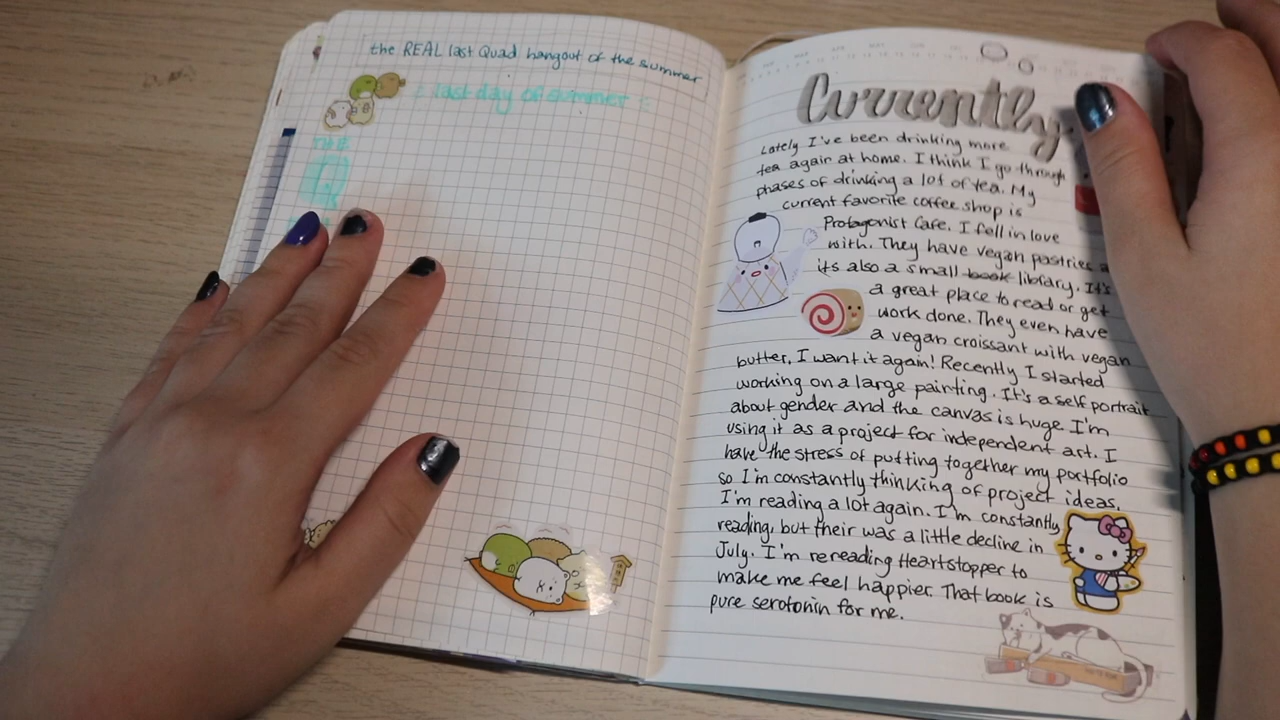 the REAL last Quad hangout of the summer
: last day of summer :
THE
Currently
Lately I've been drinking more
tea again at home. I think I go through
phases of drinking a lot of tea. My
current favorite coffee shop is
Protagonist Cafe. I fell in love
with. They have vegan pastries a
its also a small book library. It's
a great place to read or get
work done. They even have
a vegan croissant with vegan
butter, I want it again! Recently I started
working on a large painting. It's a self portrait
about gender and the canvas is huge I'm
using it as a project for independent art. I
have the stress of putting together my portfolio
so I'm constantly thinking of project ideas.
I'm reading a lot again. I'm constantly
reading, but their was a little decline in
July. I'm rereading Heartstopper to
make me feel happier. That book is
pure serotonin for me.